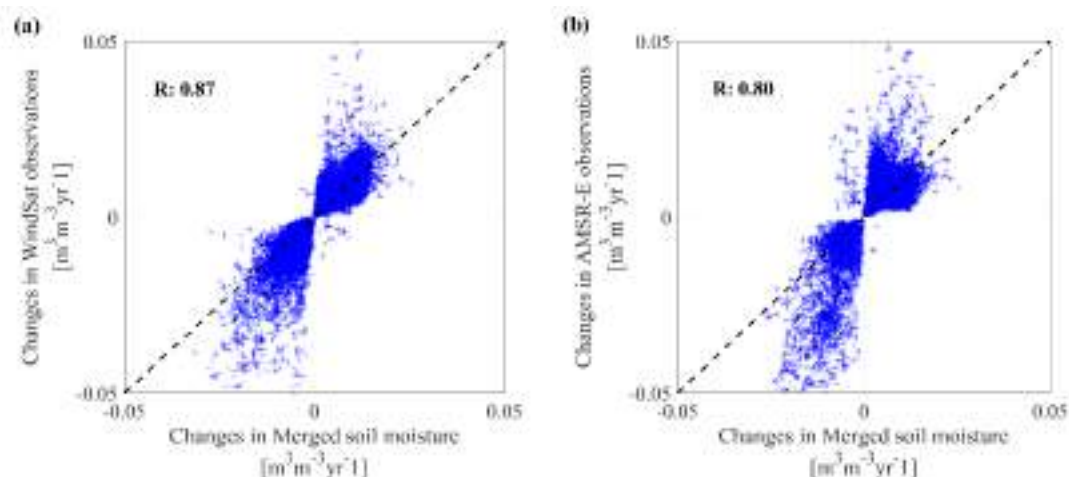 (a)
0.05
R: 0.87
Changes in WindSat observations
[m³m⁻³yr⁻1]
0
-0.05
-0.05
0
0.05
Changes in Merged soil moisture
[m³m⁻³yr⁻1]
(b)
0.05
R: 0.80
Changes in AMSR-E observations
[m³m⁻³yr⁻1]
0
-0.05
-0.05
0
0.05
Changes in Merged soil moisture
[m³m⁻³yr⁻1]